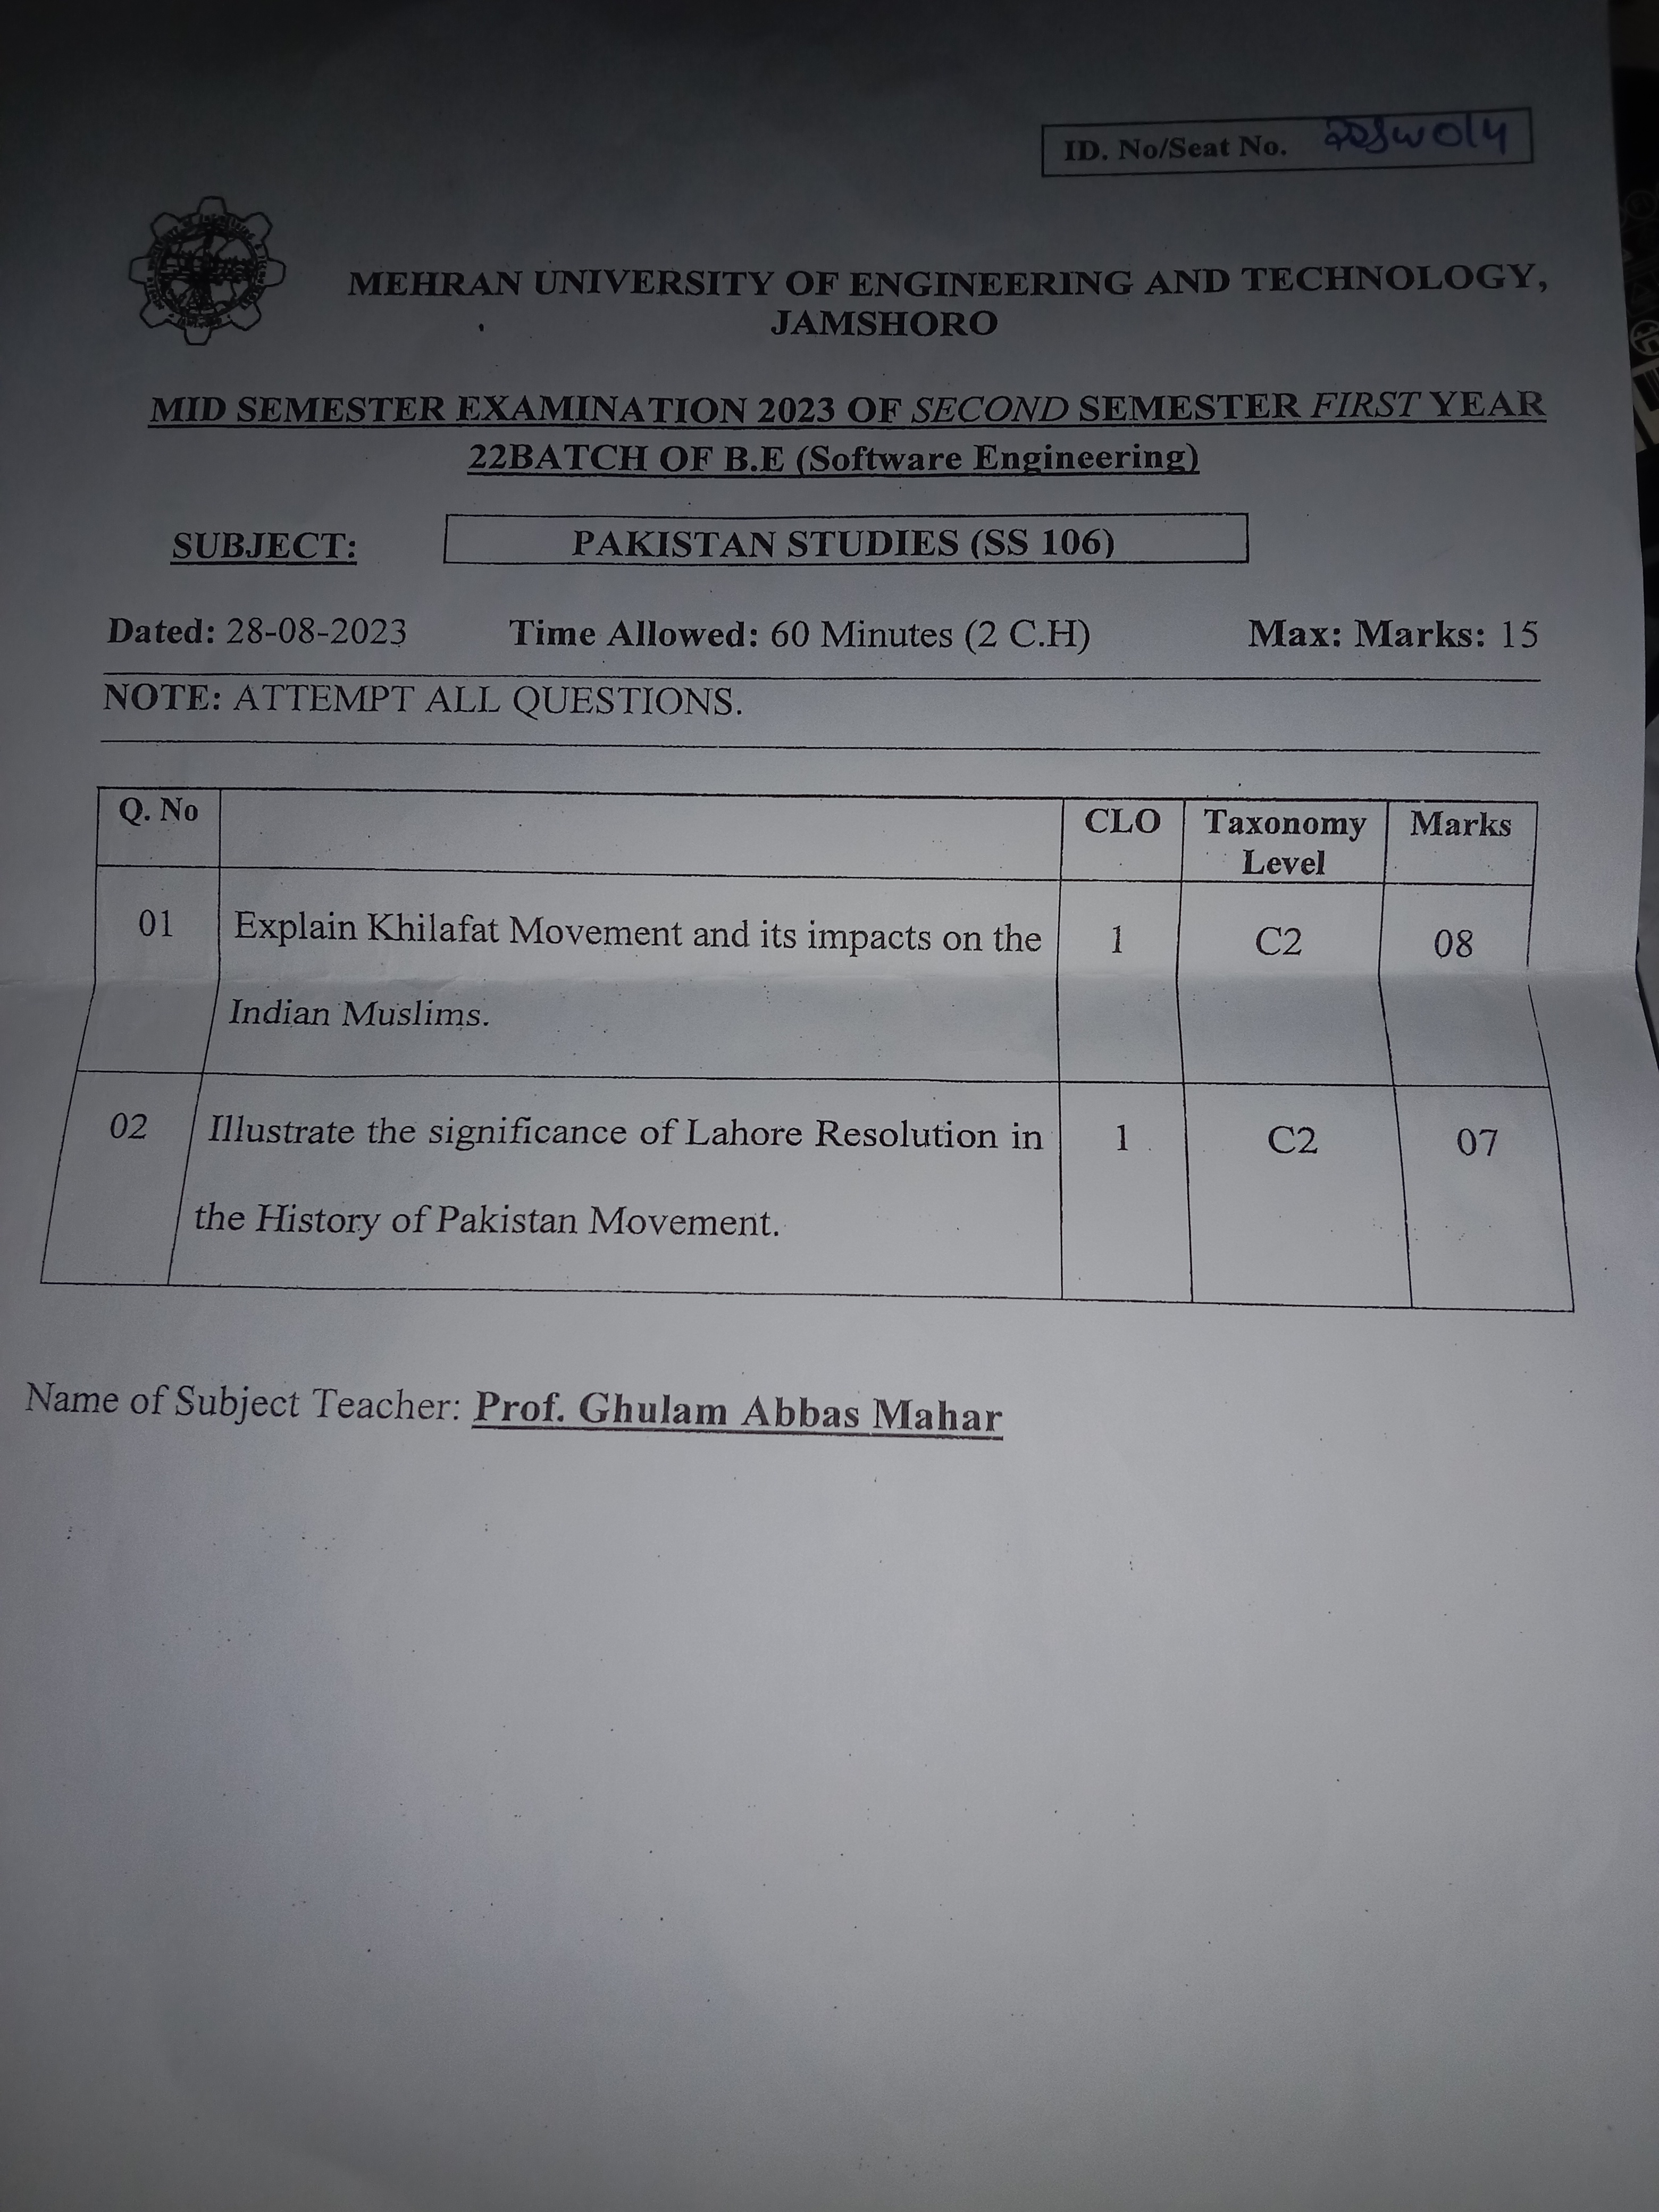 ID. No/Seat No.
MEHRAN UNIVERSITY OF ENGINEERING AND TECHNOLOGY,
JAMSHORO
MID SEMESTER EXAMINATION 2023 OF SECOND SEMESTER FIRST YEAR
22BATCH OF B.E (Software Engineering)
SUBJECT: PAKISTAN STUDIES (SS 106)
Dated: 28-08-2023 Time Allowed: 60 Minutes (2 C.H) Max: Marks: 15
NOTE: ATTEMPT ALL QUESTIONS.
Q. No CLO Taxonomy Level Marks
01 Explain Khilafat Movement and its impacts on the 1 C2 08
Indian Muslims.
02 Illustrate the significance of Lahore Resolution in 1 C2 07
the History of Pakistan Movement.
Name of Subject Teacher: Prof. Ghulam Abbas Mahar